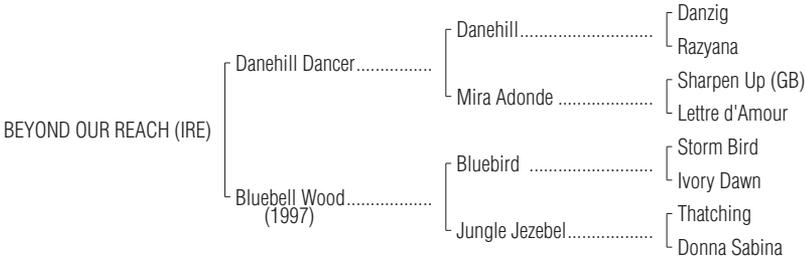 Danzig
Danehill............................
Razyana
Danehill Dancer................
Sharpen Up (GB)
Mira Adonde ....................
Lettre d'Amour
BEYOND OUR REACH (IRE)
Storm Bird
Bluebird ..........................
Ivory Dawn
Bluebell Wood..................
(1997)
Thatching
Jungle Jezebel..................
Donna Sabina